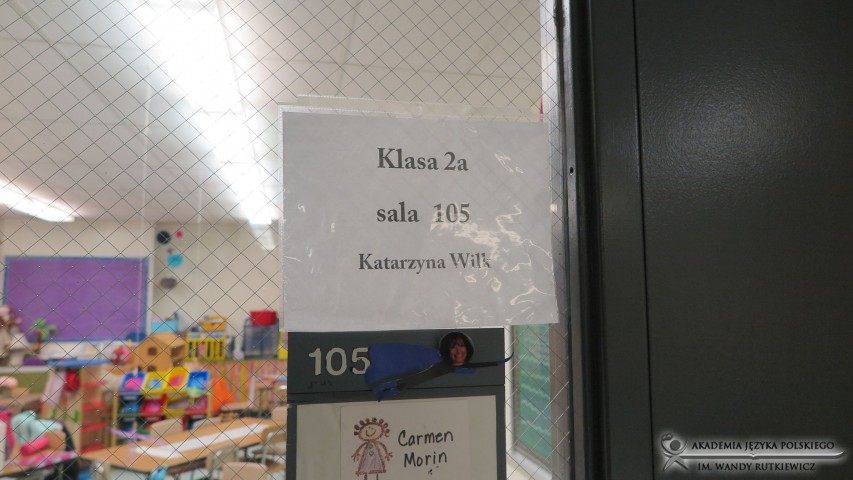 Klasa 2a
sala 105
Katarzyna Wilk
105
Carmen
Morin
AKADEMIA JĘZYKA POLSKIEGO
IM. WANDY RUTKIEWICZ